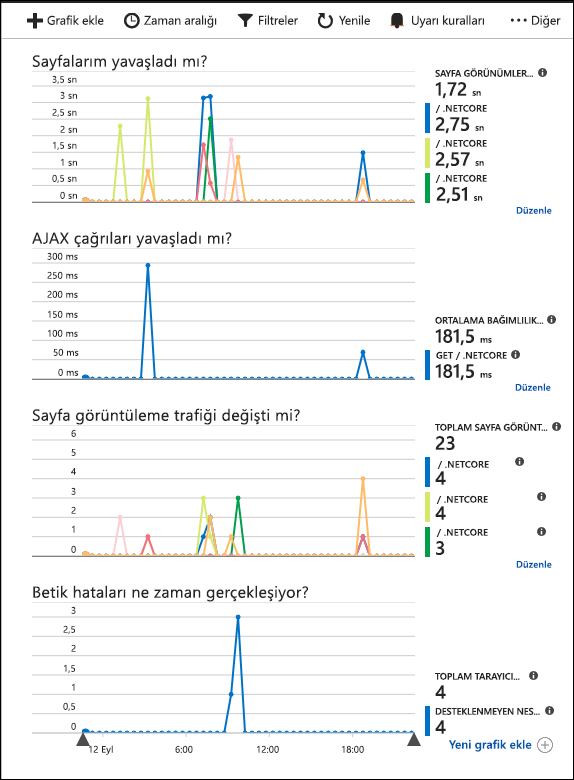 Grafik ekle Zaman aralığı Filtreler Yenile Uyarı kuralları Diğer
Sayfalarım yavaşladı mı?
3,5 sn
3 sn
2,5 sn
2 sn
1,5 sn
1 sn
0,5 sn
0 sn
SAYFA GÖRÜNÜMLER...
1,72 sn
/ .NETCORE
2,75 sn
/ .NETCORE
2,57 sn
/ .NETCORE
2,51 sn
Düzenle
AJAX çağrıları yavaşladı mı?
300 ms
250 ms
200 ms
150 ms
100 ms
50 ms
0 ms
ORTALAMA BAĞIMLILIK...
181,5 ms
GET / .NETCORE
181,5 ms
Düzenle
Sayfa görüntüleme trafiği değişti mi?
6
5
4
3
2
1
0
TOPLAM SAYFA GÖRÜNT...
23
/ .NETCORE
4
/ .NETCORE
4
/ .NETCORE
3
Düzenle
Betik hataları ne zaman gerçekleşiyor?
3
2,5
2
1,5
1
0,5
0
12 Eyl 6:00 12:00 18:00
TOPLAM TARAYICI...
4
DESTEKLENMEYEN NES...
4
Yeni grafik ekle